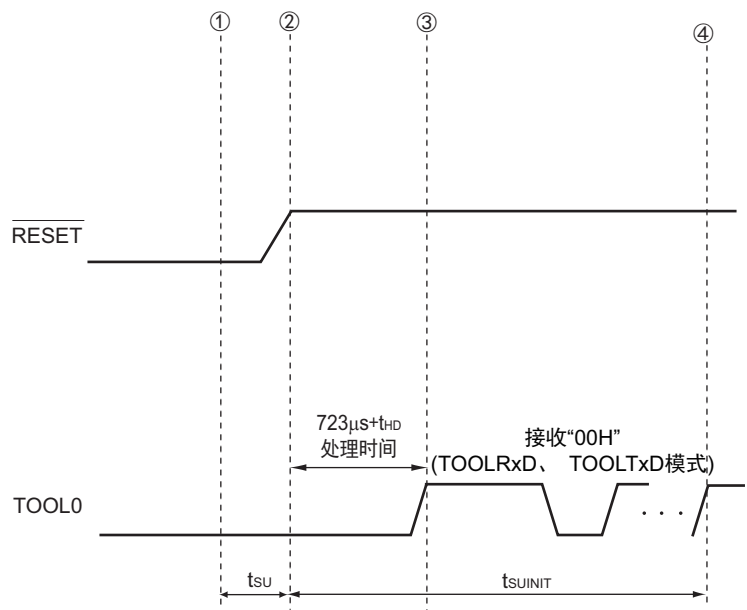 ① ② ③ ④
RESET
723μs+tHD
处理时间
接收“00H”
(TOOLRxD、 TOOLTxD模式)
TOOL0
· · ·
tSU
tSUINIT